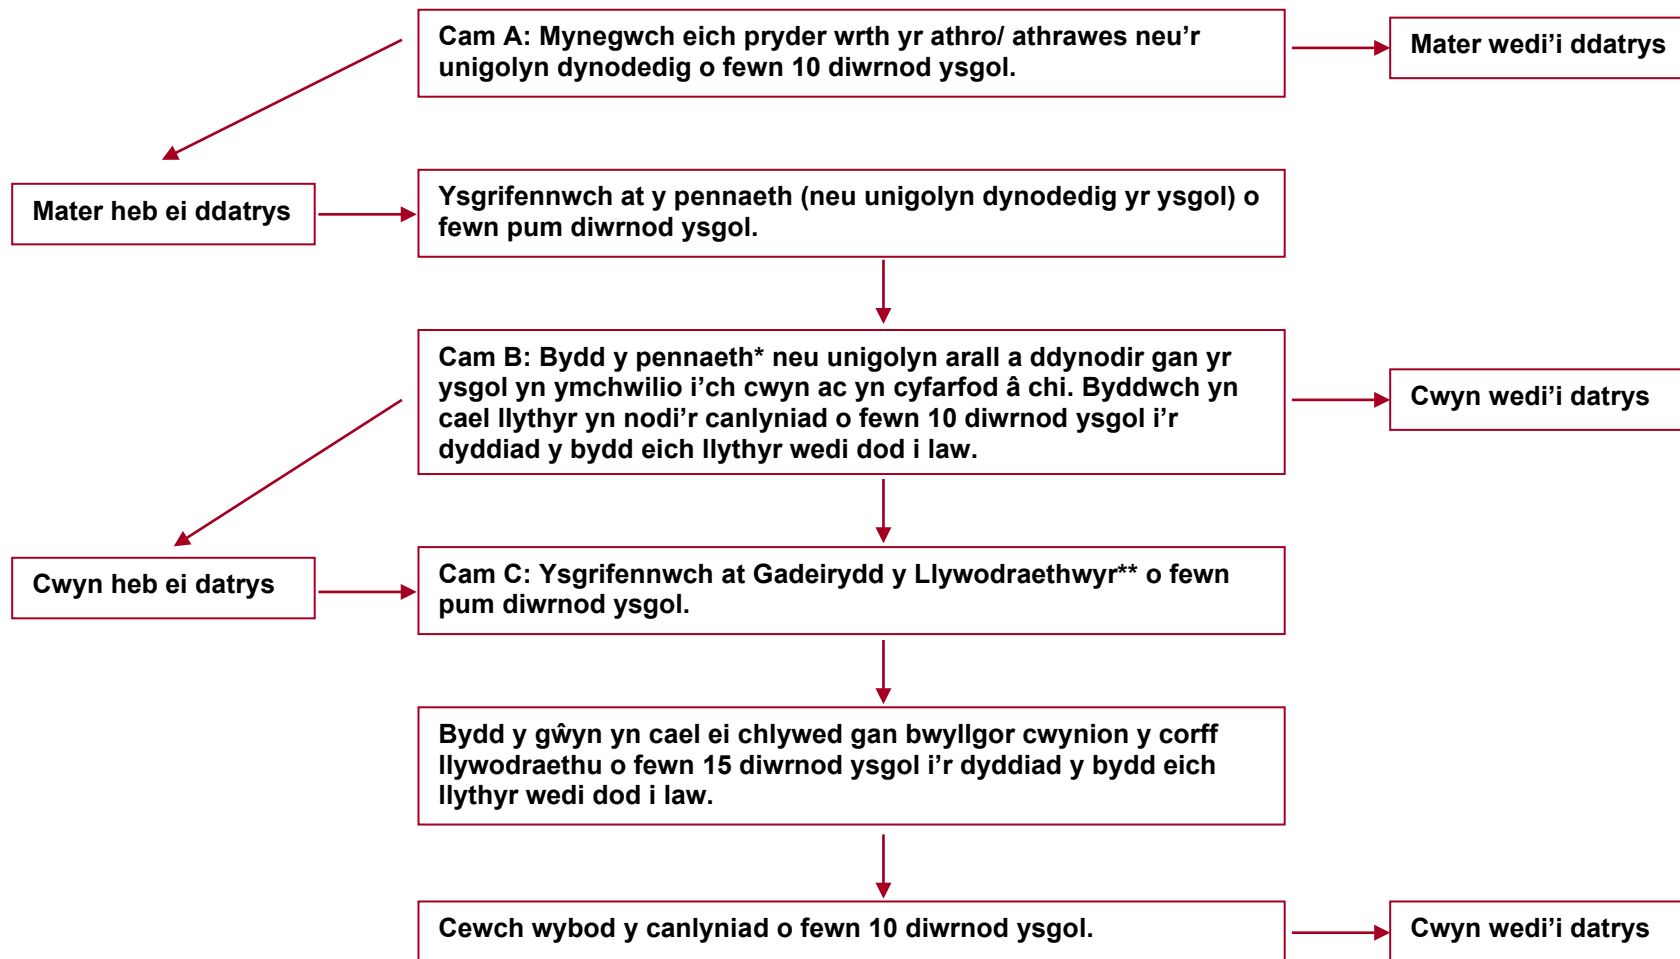 Cam A: Mynegwch eich pryder wrth yr athro/ athrawes neu'r
unigolyn dynodedig o fewn 10 diwrnod ysgol.
Mater wedi'i ddatrys
Mater heb ei ddatrys
Ysgrifennwch at y pennaeth (neu unigolyn dynodedig yr ysgol) o
fewn pum diwrnod ysgol.
Cam B: Bydd y pennaeth* neu unigolyn arall a ddynodir gan yr
ysgol yn ymchwilio i'ch cwyn ac yn cyfarfod â chi. Byddwch yn
cael llythyr yn nodi'r canlyniad o fewn 10 diwrnod ysgol i'r
dyddiad y bydd eich llythyr wedi dod i law.
Cwyn wedi'i datrys
Cwyn heb ei datrys
Cam C: Ysgrifennwch at Gadeirydd y Llywodraethwyr** o fewn
pum diwrnod ysgol.
Bydd y gŵyn yn cael ei chlywed gan bwyllgor cwynion y corff
llywodraethu o fewn 15 diwrnod ysgol i'r dyddiad y bydd eich
llythyr wedi dod i law.
Cewch wybod y canlyniad o fewn 10 diwrnod ysgol.
Cwyn wedi'i datrys